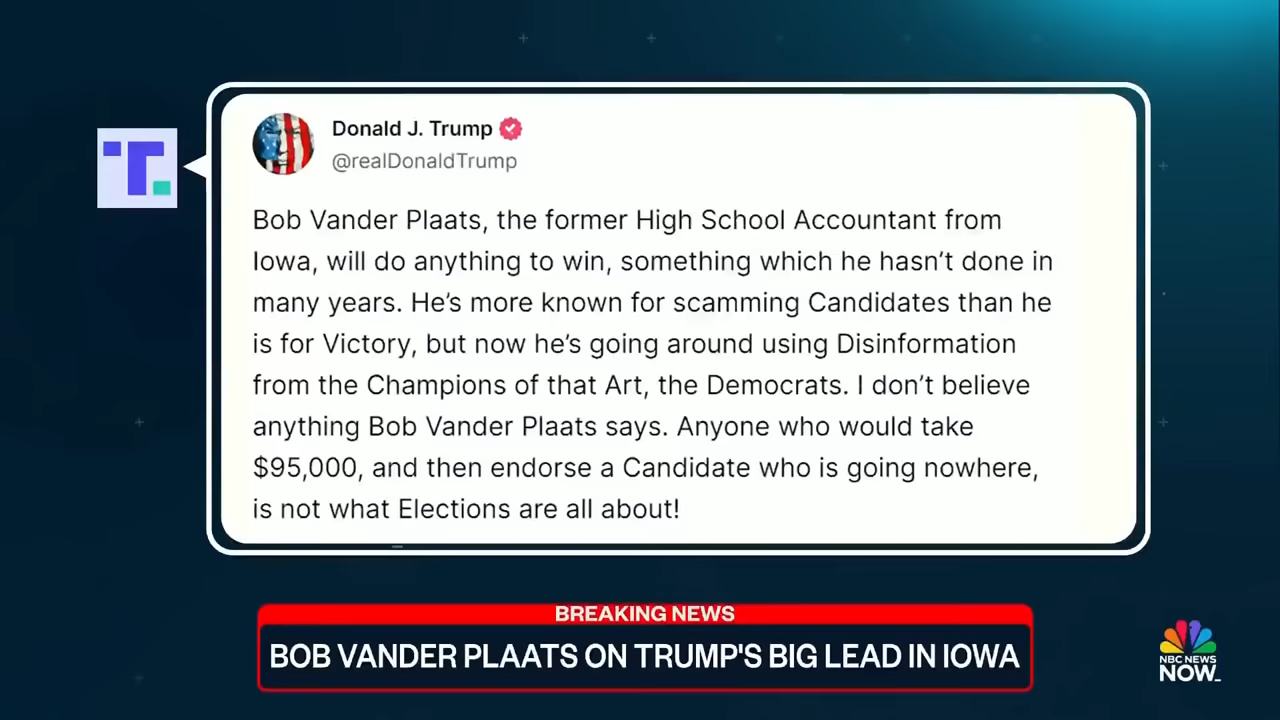 Donald J. Trump
@realDonaldTrump
Bob Vander Plaats, the former High School Accountant from
Iowa, will do anything to win, something which he hasn't done in
many years. He's more known for scamming Candidates than he
is for Victory, but now he's going around using Disinformation
from the Champions of that Art, the Democrats. I don't believe
anything Bob Vander Plaats says. Anyone who would take
$95,000, and then endorse a Candidate who is going nowhere,
is not what Elections are all about!
BREAKING NEWS
BOB VANDER PLAATS ON TRUMP'S BIG LEAD IN IOWA
NBC NEWS
NOW_
T.